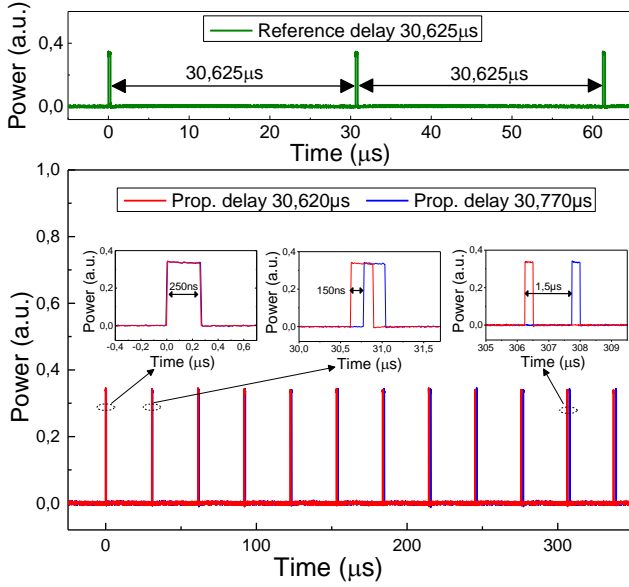 Reference delay 30,625μs
Power (a.u.)
0,4
0,0
30,625μs
30,625μs
0 10 20 30 40 50 60
Time (μs)
Prop. delay 30,620μs
Prop. delay 30,770μs
Power (a.u.)
1,0
0,8
0,6
0,4
0,2
0,0
Power (a.u.)
0,4
0,2
0,0
250ns
-0,4 -0,2 0,0 0,2 0,4 0,6
Time (μs)
Power (a.u.)
0,4
0,2
0,0
150ns
30,0 30,5 31,0 31,5
Time (μs)
Power (a.u.)
0,4
0,2
0,0
1,5μs
305 306 307 308 309
Time (μs)
0 100 200 300
Time (μs)